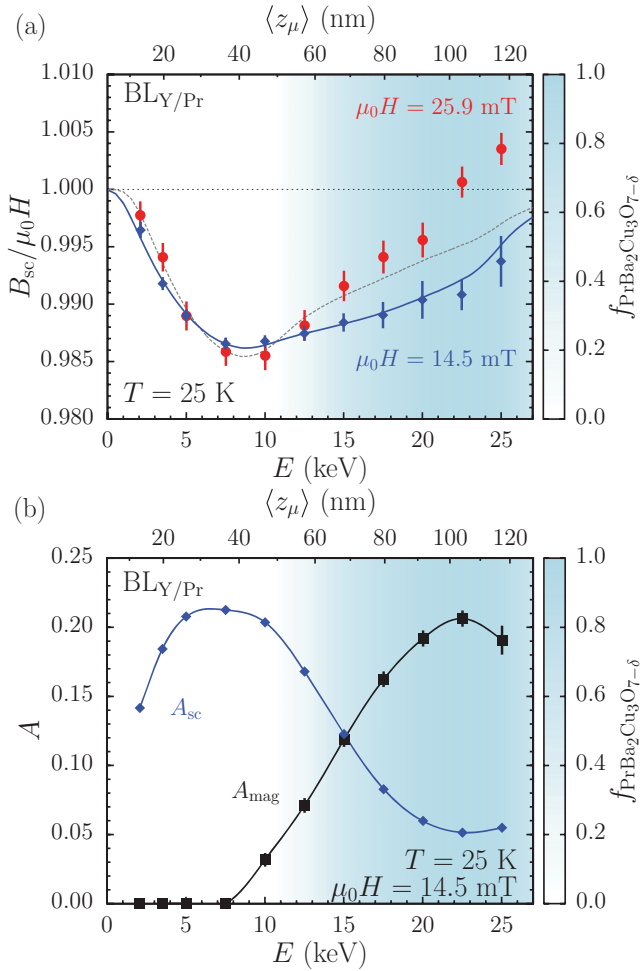 (a)
⟨z_μ⟩ (nm)
20 40 60 80 100 120
1.010
1.005
1.000
0.995
0.990
0.985
0.980
B_sc/μ₀H
BL_Y/Pr
μ₀H = 25.9 mT
μ₀H = 14.5 mT
T = 25 K
0 5 10 15 20 25
E (keV)
1.0
0.8
0.6
0.4
0.2
0.0
f_PrBa₂Cu₃O₇₋δ
(b)
⟨z_μ⟩ (nm)
20 40 60 80 100 120
0.25
0.20
0.15
0.10
0.05
0.00
A
BL_Y/Pr
A_sc
A_mag
T = 25 K
μ₀H = 14.5 mT
0 5 10 15 20 25
E (keV)
1.0
0.8
0.6
0.4
0.2
0.0
f_PrBa₂Cu₃O₇₋δ